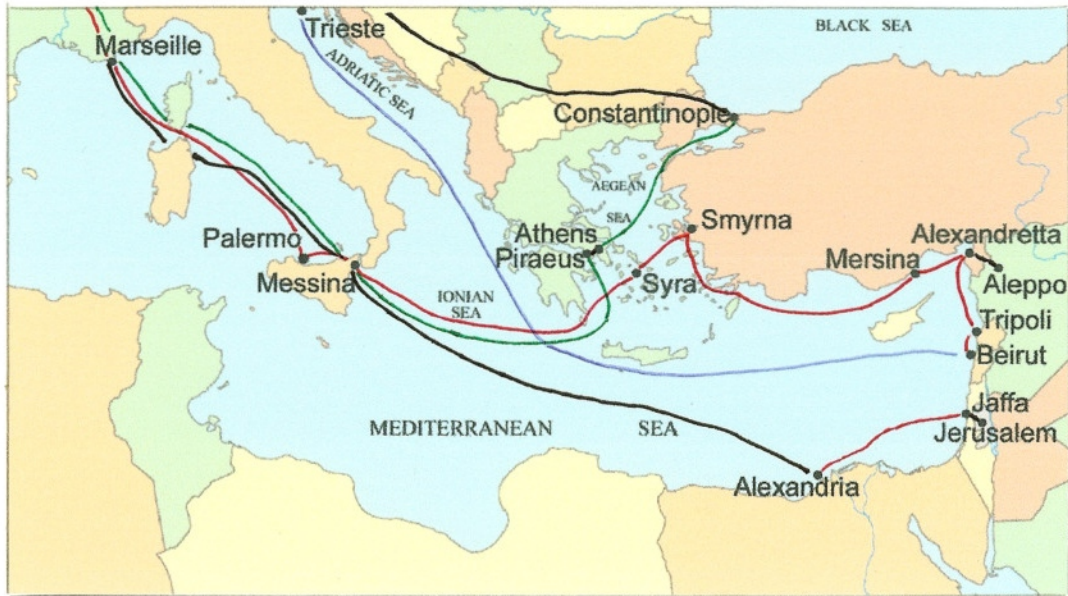 Trieste
BLACK SEA
Marseille
ADRIATIC SEA
Constantinople
AEGEAN
SEA
Smyrna
Athens
Piraeus
Palermo
Messina
Syra
Mersina
Alexandretta
Aleppo
IONIAN
SEA
Tripoli
Beirut
Jaffa
Jerusalem
MEDITERRANEAN SEA
Alexandria